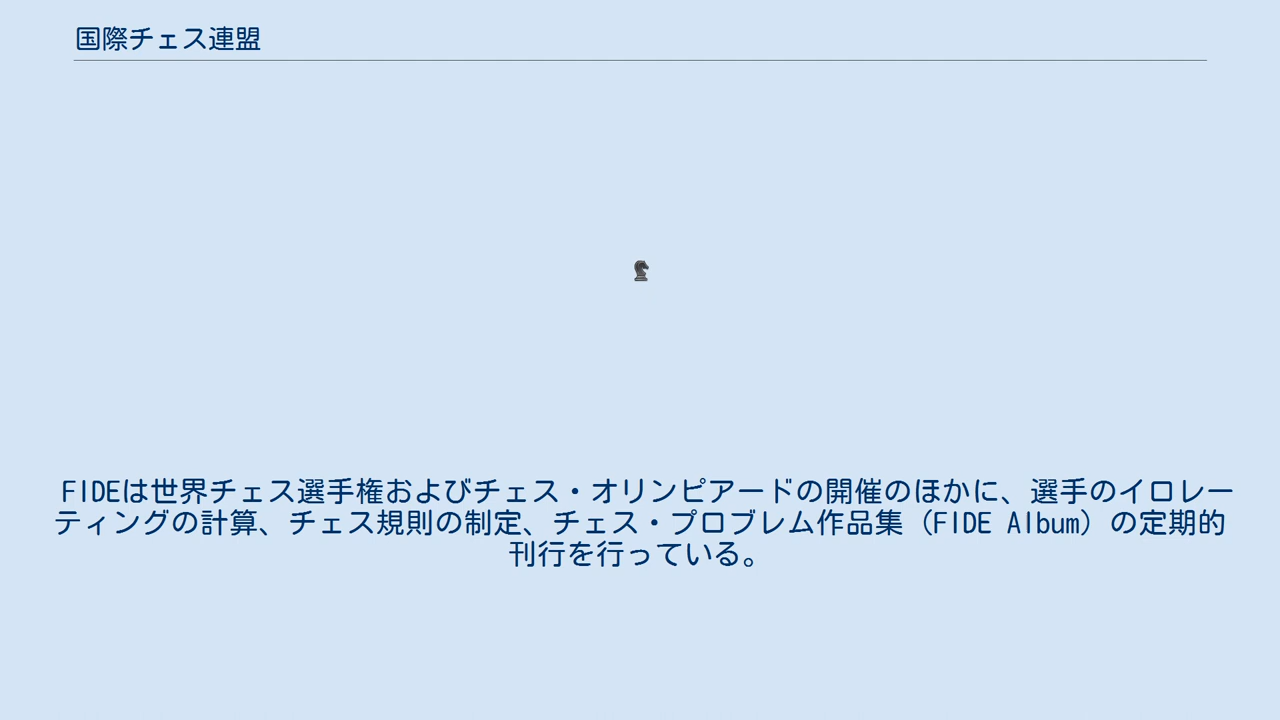 国際チェス連盟
FIDEは世界チェス選手権およびチェス・オリンピアードの開催のほかに、選手のイロレー
ティングの計算、チェス規則の制定、チェス・プロブレム作品集（FIDE Album）の定期的
刊行を行っている。